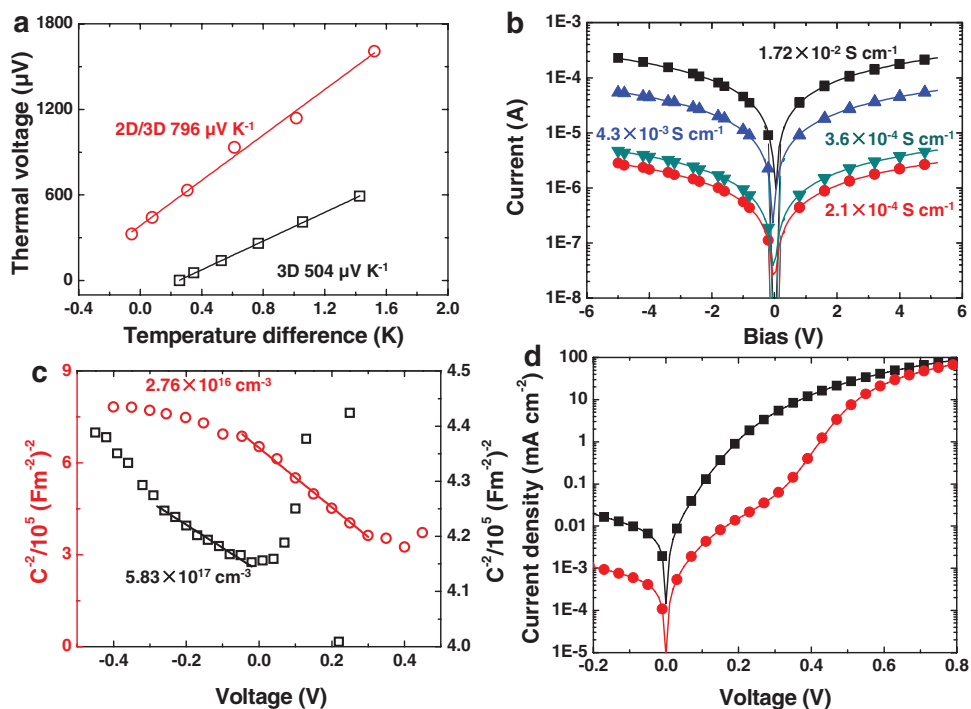 a
Thermal voltage (μV)
1800
1200
600
0
2D/3D 796 μV K⁻¹
3D 504 μV K⁻¹
-0.6 0.0 0.6 1.2 1.8 2.4
Temperature difference (K)
b
Current (A)
1E-3
1E-4
1E-5
1E-6
1E-7
1E-8
1.72×10⁻² S cm⁻¹
4.3×10⁻³ S cm⁻¹
3.6×10⁻⁴ S cm⁻¹
2.1×10⁻⁴ S cm⁻¹
-6 -4 -2 0 2 4 6
Bias (V)
c
C⁻²/10⁵ (Fm⁻²)⁻²
9
6
3
0
2.76×10¹⁶ cm⁻³
5.83×10¹⁷ cm⁻³
4.5
4.4
4.3
4.2
4.1
4.0
C⁻²/10⁵ (Fm⁻²)⁻²
-0.4 -0.2 0.0 0.2 0.4
Voltage (V)
d
Current density (mA cm⁻²)
100
10
1
0.1
0.01
1E-3
1E-4
1E-5
-0.2 0.0 0.2 0.4 0.6 0.8
Voltage (V)